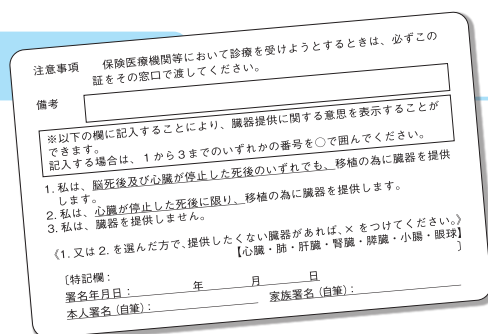 注意事項　保険医療機関等において診療を受けようとするときは、必ずこの
証をその窓口で渡してください。
備考
※以下の欄に記入することにより、臓器提供に関する意思を表示することが
できます。
記入する場合は、１から３までのいずれかの番号を○で囲んでください。
1. 私は、脳死後及び心臓が停止した死後のいずれでも、移植の為に臓器を提供
します。
2. 私は、心臓が停止した死後に限り、移植の為に臓器を提供します。
3. 私は、臓器を提供しません。
《1. 又は 2. を選んだ方で、提供したくない臓器があれば、× をつけてください。》
【心臓・肺・肝臓・腎臓・膵臓・小腸・眼球】
〔特記欄：　〕
署名年月日：　年　月　日
本人署名 (自筆)：　家族署名 (自筆)：